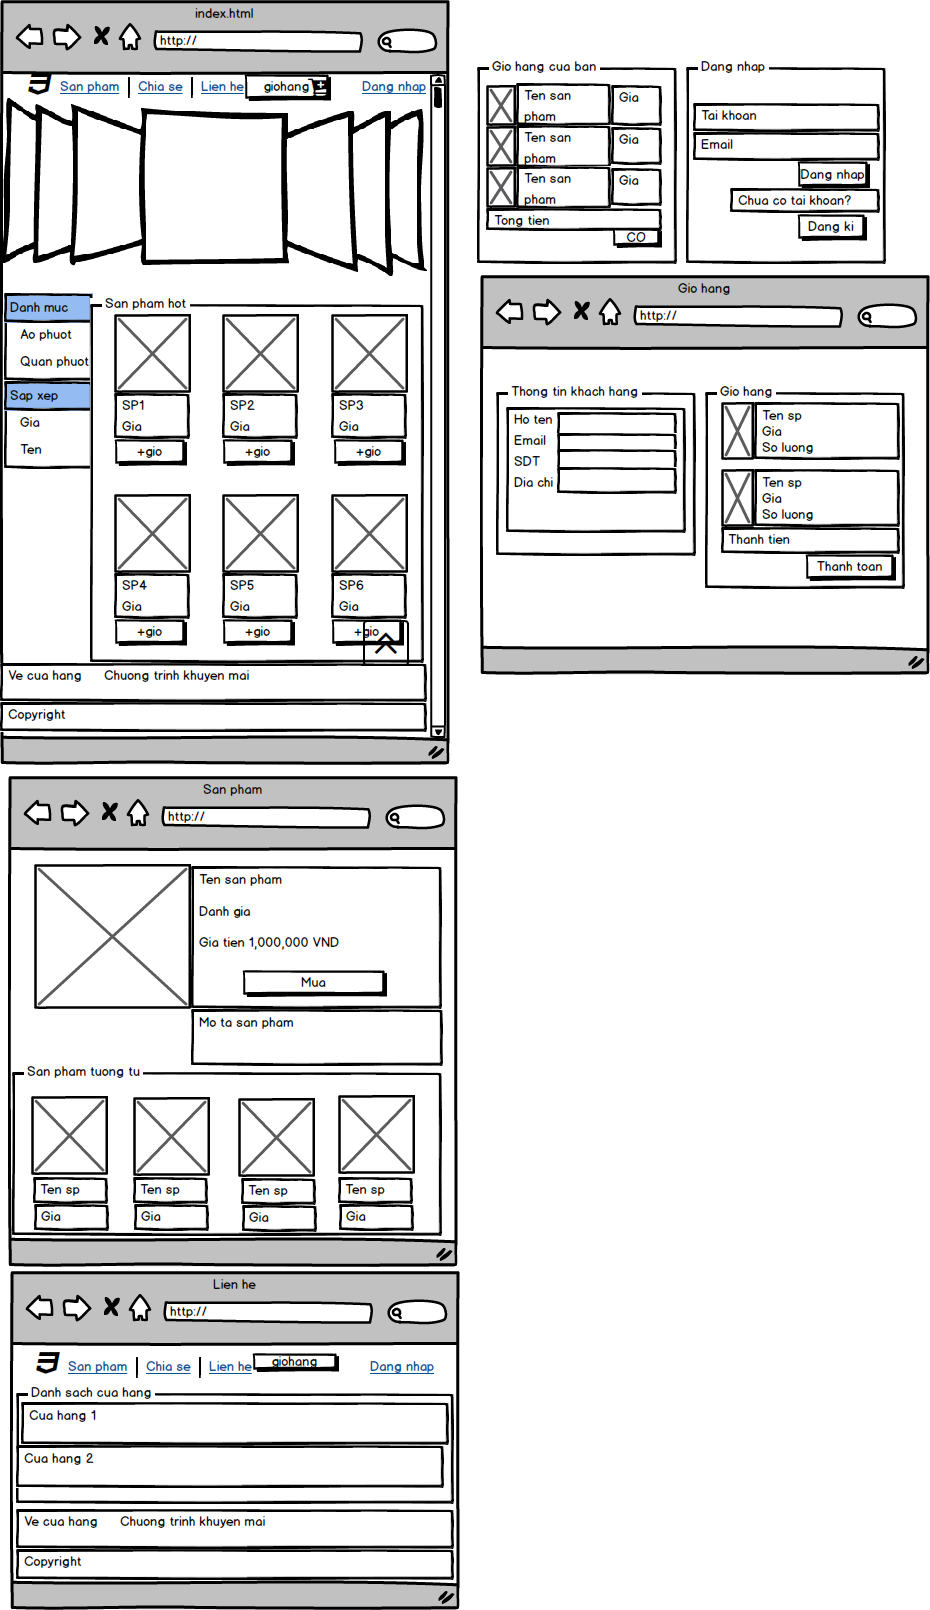 index.html
http://
San pham
Chia se
Lien he
giohang
Dang nhap
Danh muc
Ao phuot
Quan phuot
Sap xep
Gia
Ten
San pham hot
SP1
Gia
+gio
SP2
Gia
+gio
SP3
Gia
+gio
SP4
Gia
+gio
SP5
Gia
+gio
SP6
Gia
+gio
Ve cua hang Chuong trinh khuyen mai
Copyright
Gio hang cua ban
Ten san
pham
Gia
Ten san
pham
Gia
Ten san
pham
Gia
Tong tien
CO
Dang nhap
Tai khoan
Email
Dang nhap
Chua co tai khoan?
Dang ki
Gio hang
http://
Thong tin khach hang
Ho ten
Email
SDT
Dia chi
Gio hang
Ten sp
Gia
So luong
Ten sp
Gia
So luong
Thanh tien
Thanh toan
San pham
http://
Ten san pham
Danh gia
Gia tien 1,000,000 VND
Mua
Mo ta san pham
San pham tuong tu
Ten sp
Gia
Ten sp
Gia
Ten sp
Gia
Ten sp
Gia
Lien he
http://
San pham
Chia se
Lien he
giohang
Dang nhap
Danh sach cua hang
Cua hang 1
Cua hang 2
Ve cua hang Chuong trinh khuyen mai
Copyright